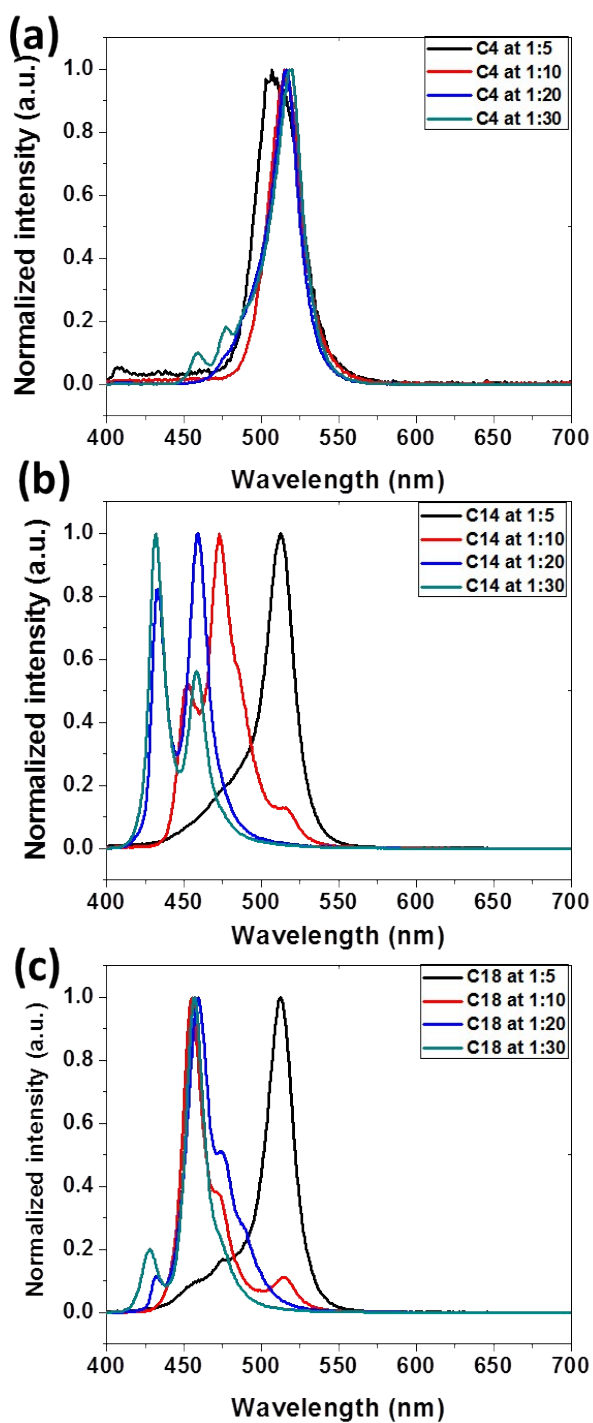 (a)
Normalized intensity (a.u.)
1.0
0.8
0.6
0.4
0.2
0.0
C4 at 1:5
C4 at 1:10
C4 at 1:20
C4 at 1:30
400 450 500 550 600 650 700
Wavelength (nm)
(b)
Normalized intensity (a.u.)
1.0
0.8
0.6
0.4
0.2
0.0
C14 at 1:5
C14 at 1:10
C14 at 1:20
C14 at 1:30
400 450 500 550 600 650 700
Wavelength (nm)
(c)
Normalized intensity (a.u.)
1.0
0.8
0.6
0.4
0.2
0.0
C18 at 1:5
C18 at 1:10
C18 at 1:20
C18 at 1:30
400 450 500 550 600 650 700
Wavelength (nm)